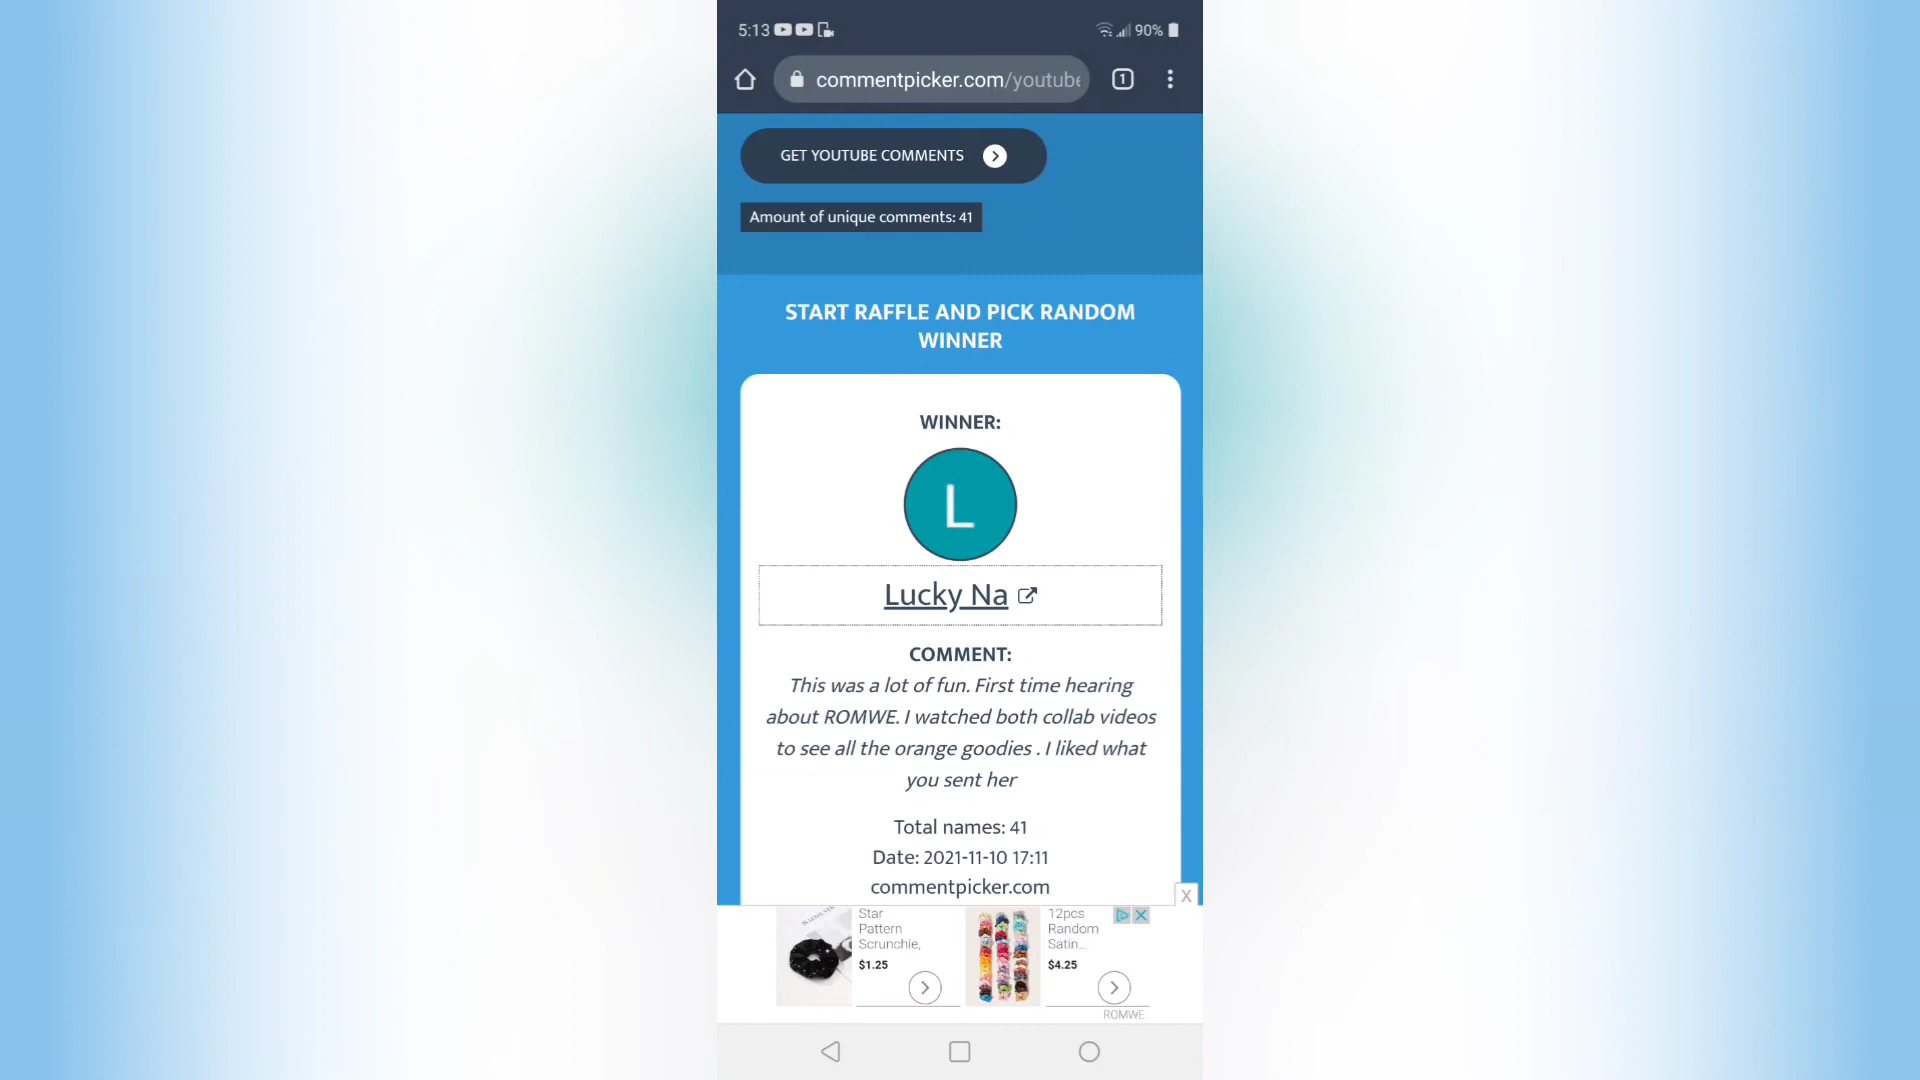 5:13 90%
commentpicker.com/youtube
1
GET YOUTUBE COMMENTS
Amount of unique comments: 41
START RAFFLE AND PICK RANDOM
WINNER
WINNER:
L
Lucky Na
COMMENT:
This was a lot of fun. First time hearing
about ROMWE. I watched both collab videos
to see all the orange goodies . I liked what
you sent her
Total names: 41
Date: 2021-11-10 17:11
commentpicker.com
X
Star
Pattern
Scrunchie,
$1.25
12pcs
Random
Satin...
$4.25
ROMWE